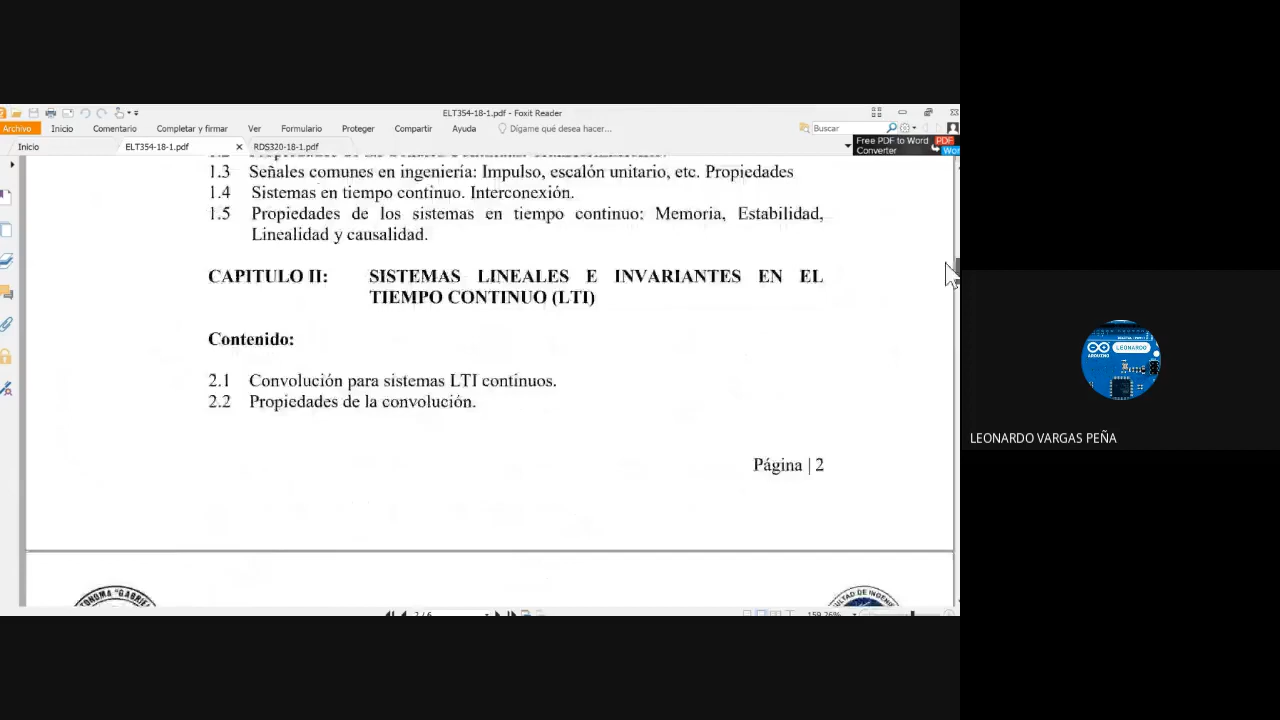 ELT354-18-1.pdf - Foxit Reader
Archivo Inicio Comentario Completar y firmar Ver Formulario Proteger Compartir Ayuda Dígame qué desea hacer... Buscar
Inicio ELT354-18-1.pdf RDS320-18-1.pdf
Free PDF to Word
Converter
PDF
Wor
1.3 Señales comunes en ingeniería: Impulso, escalón unitario, etc. Propiedades
1.4 Sistemas en tiempo continuo. Interconexión.
1.5 Propiedades de los sistemas en tiempo continuo: Memoria, Estabilidad,
Linealidad y causalidad.
CAPITULO II: SISTEMAS LINEALES E INVARIANTES EN EL
TIEMPO CONTINUO (LTI)
Contenido:
2.1 Convolución para sistemas LTI continuos.
2.2 Propiedades de la convolución.
Página | 2
ARDUINO
LEONARDO
LEONARDO VARGAS PEÑA